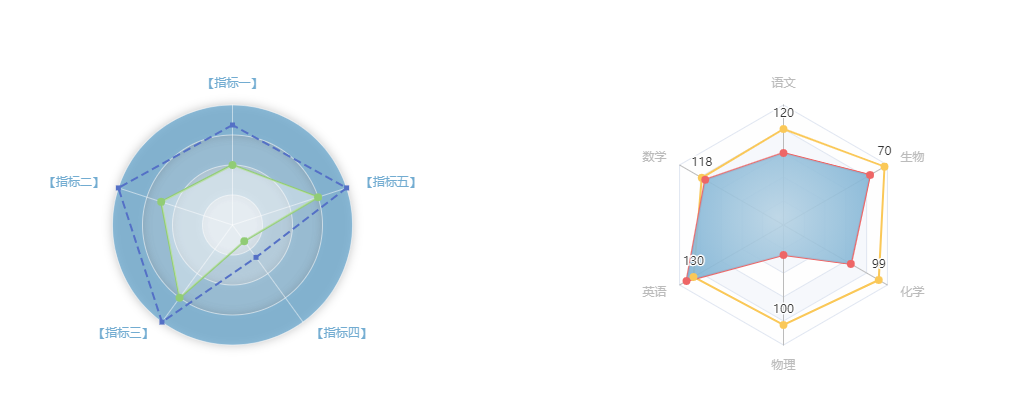 【指标一】
【指标二】
【指标五】
【指标三】
【指标四】
语文
120
数学
118
70
生物
英语
130
99
化学
100
物理